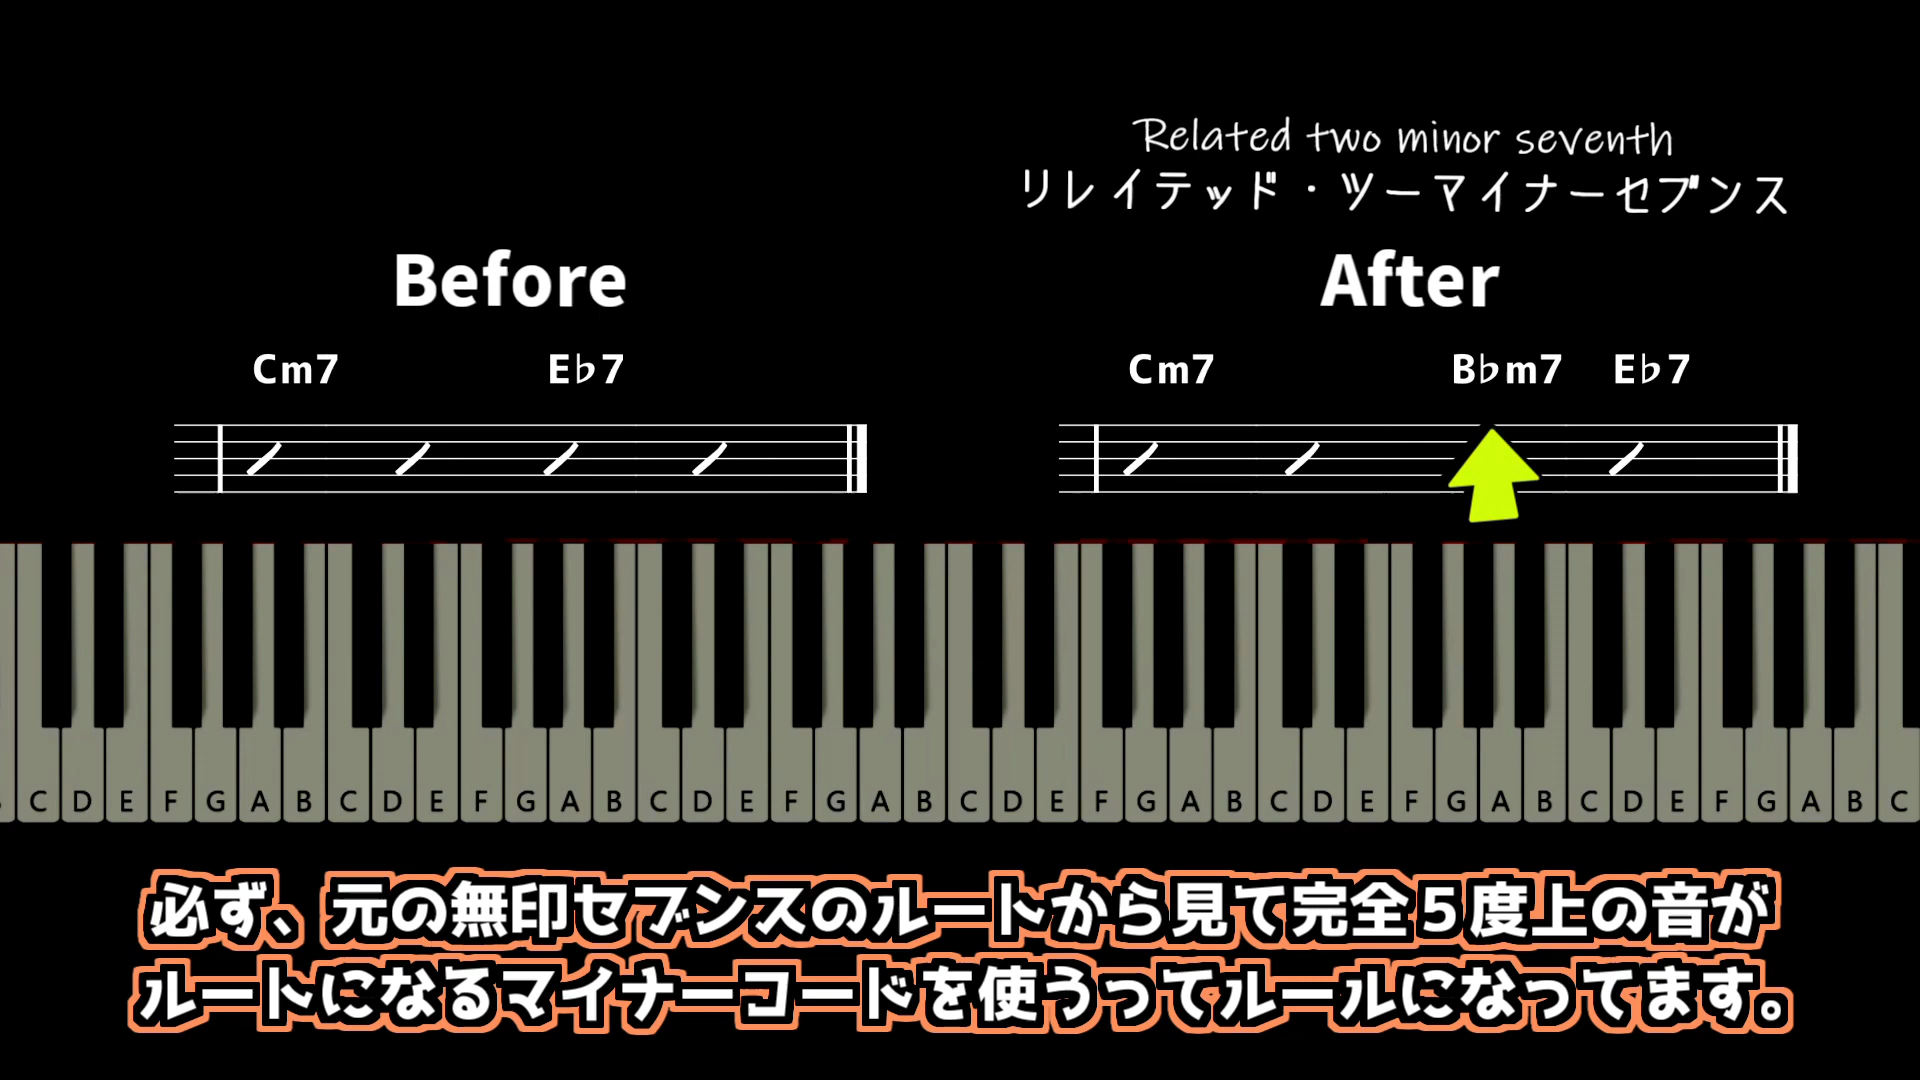 Related two minor seventh
リレイテッド・ツーマイナーセブンス
Before
After
Cm7 E♭7
Cm7 B♭m7 E♭7
C D E F G A B C D E F G A B C D E F G A B C D E F G A B C D E F G A B C D E F G A B C
必ず、元の無印セブンスのルートから見て完全５度上の音が
ルートになるマイナーコードを使うってルールになってます。